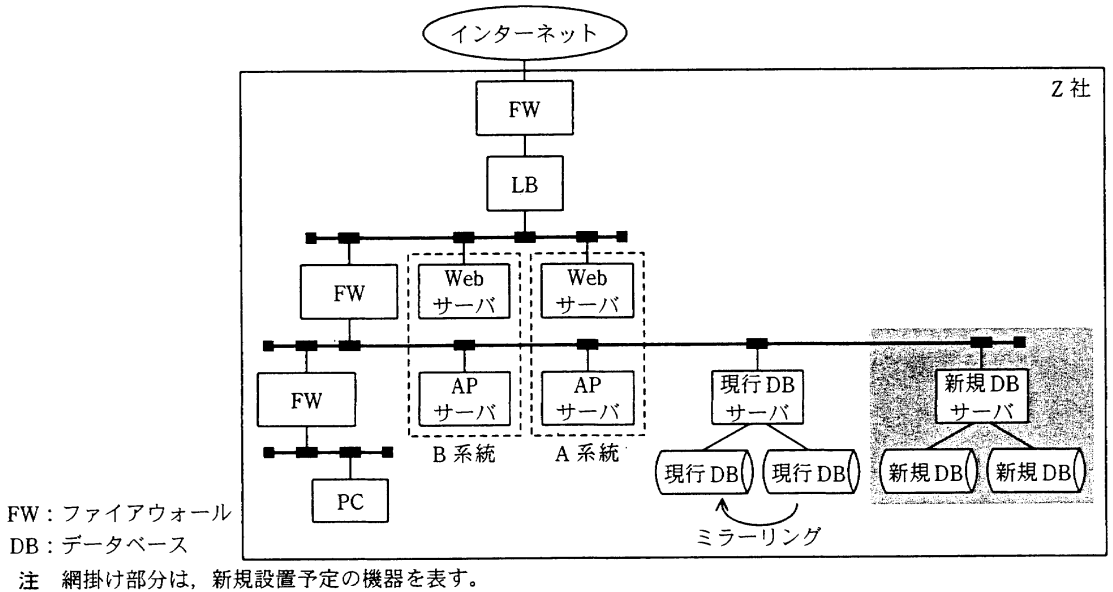 インターネット
Z社
FW
LB
FW
Web
サーバ
Web
サーバ
FW
AP
サーバ
AP
サーバ
現行DB
サーバ
新規DB
サーバ
B系統
A系統
現行DB
現行DB
新規DB
新規DB
PC
ミラーリング
FW：ファイアウォール
DB：データベース
注 網掛け部分は，新規設置予定の機器を表す。